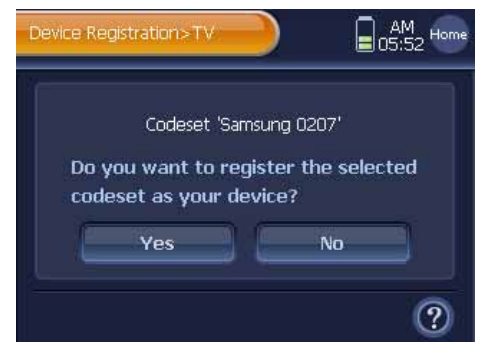 Device Registration>TV
AM
05:52
Home
Codeset 'Samsung 0207'
Do you want to register the selected
codeset as your device?
Yes
No
?